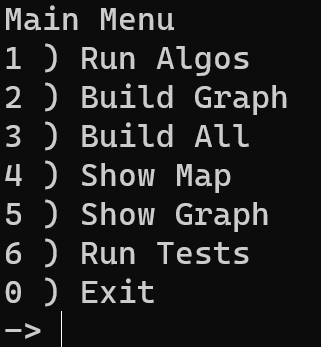 Main Menu
1 ) Run Algos
2 ) Build Graph
3 ) Build All
4 ) Show Map
5 ) Show Graph
6 ) Run Tests
0 ) Exit
->